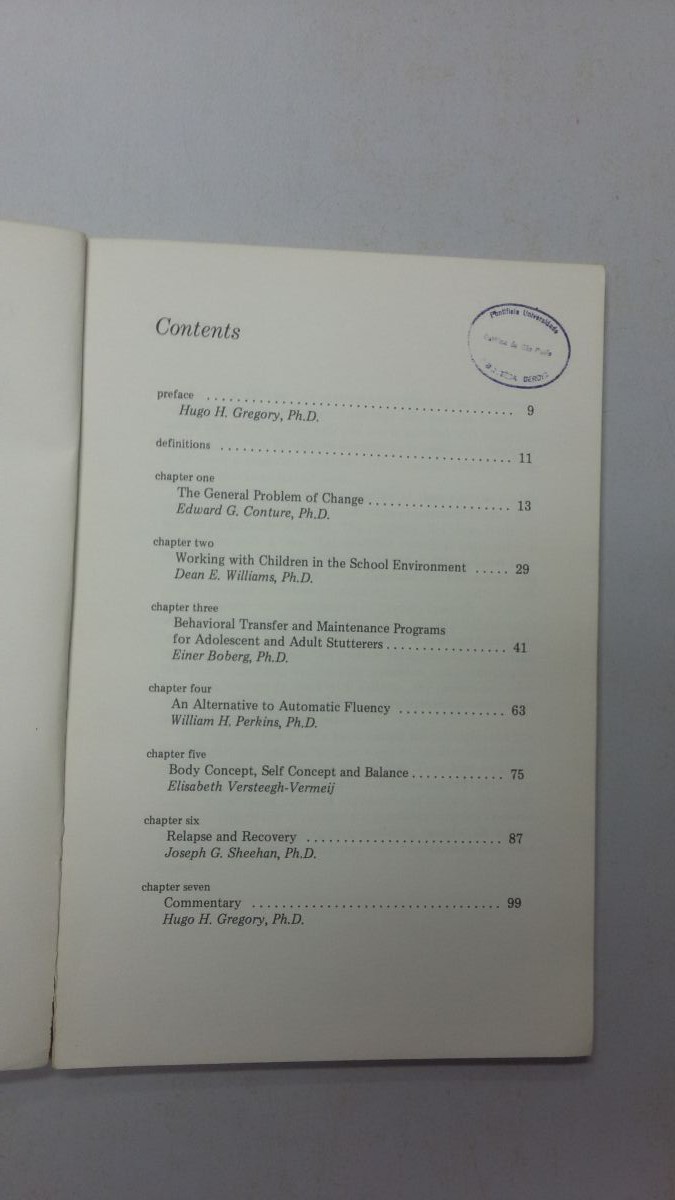 Contents
Pontifícia Universidade
preface ........................................ 9
Hugo H. Gregory, Ph.D.
definitions ...................................... 11
chapter one
The General Problem of Change .................... 13
Edward G. Conture, Ph.D.
chapter two
Working with Children in the School Environment ..... 29
Dean E. Williams, Ph.D.
chapter three
Behavioral Transfer and Maintenance Programs
for Adolescent and Adult Stutterers ................. 41
Einer Boberg, Ph.D.
chapter four
An Alternative to Automatic Fluency ............... 63
William H. Perkins, Ph.D.
chapter five
Body Concept, Self Concept and Balance ............. 75
Elisabeth Versteegh-Vermeij
chapter six
Relapse and Recovery ............................ 87
Joseph G. Sheehan, Ph.D.
chapter seven
Commentary ................................... 99
Hugo H. Gregory, Ph.D.